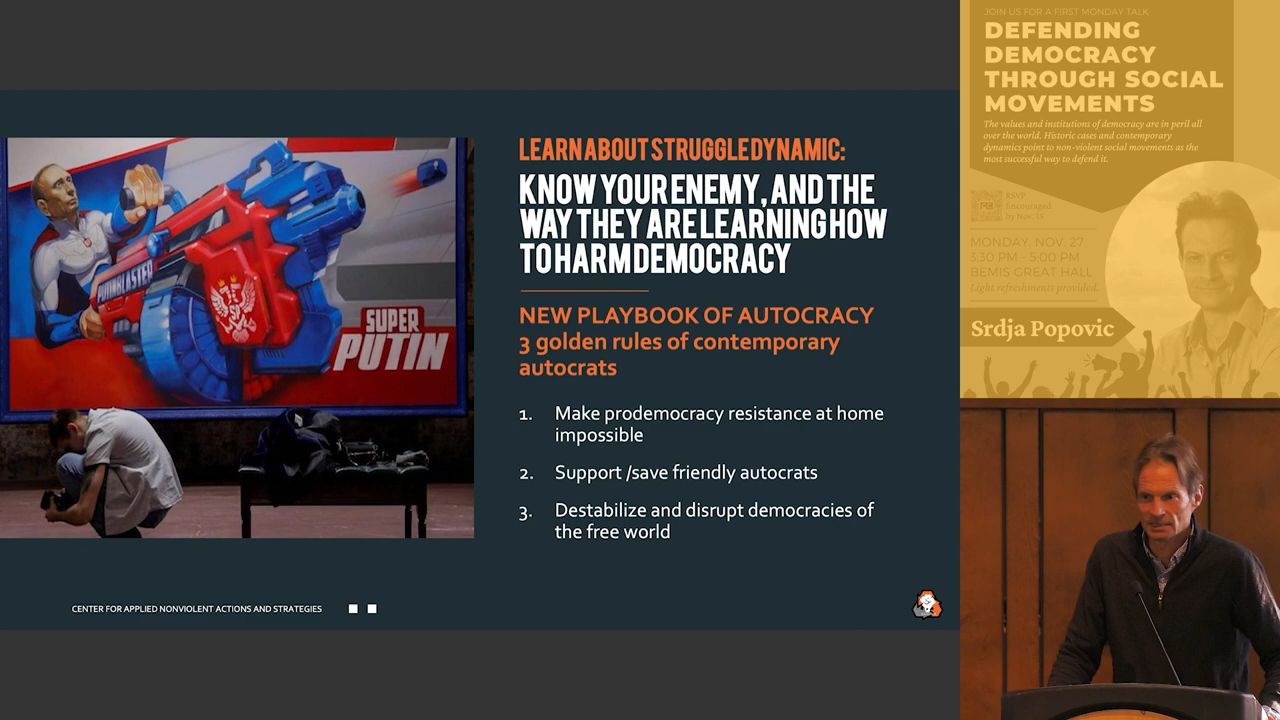 PUTINBLASTER
SUPER
PUTIN
LEARN ABOUT STRUGGLE DYNAMIC:
KNOW YOUR ENEMY, AND THE
WAY THEY ARE LEARNING HOW
TO HARM DEMOCRACY
NEW PLAYBOOK OF AUTOCRACY
3 golden rules of contemporary
autocrats
1. Make prodemocracy resistance at home
impossible
2. Support /save friendly autocrats
3. Destabilize and disrupt democracies of
the free world
CENTER FOR APPLIED NONVIOLENT ACTIONS AND STRATEGIES
JOIN US FOR A FIRST MONDAY TALK
DEFENDING
DEMOCRACY
THROUGH SOCIAL
MOVEMENTS
The values and institutions of democracy are in peril all
over the world. Historic cases and contemporary
dynamics point to non-violent social movements as the
most successful way to defend it.
RSVP
Encouraged
by Nov. 15
MONDAY, NOV. 27
3:30 PM - 5:00 PM
BEMIS GREAT HALL
Light refreshments provided.
Srdja Popovic